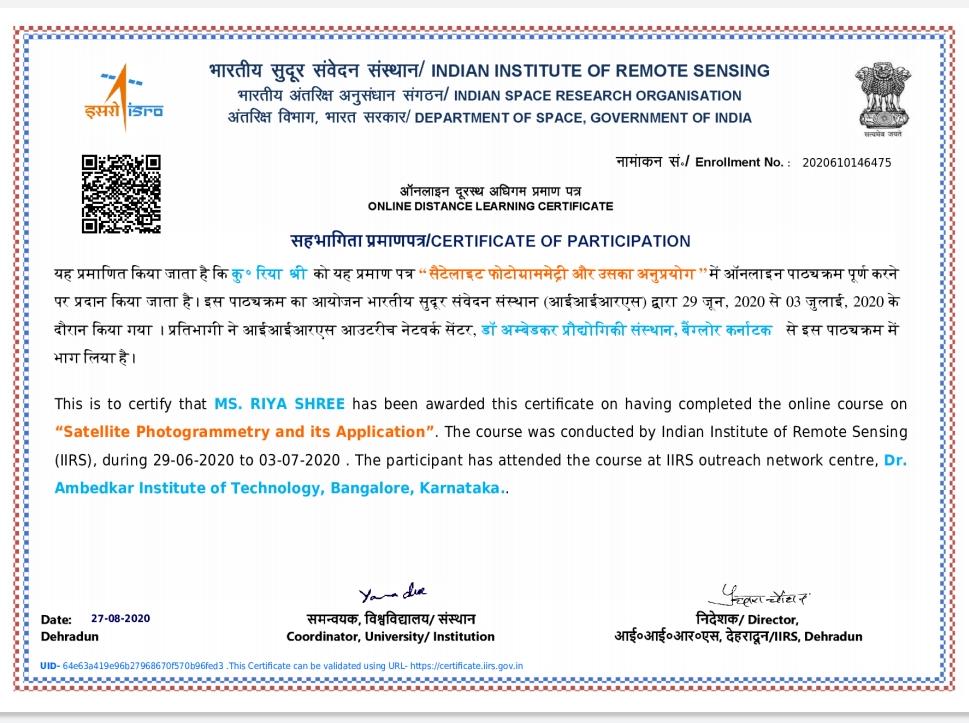 इसरो isro
भारतीय सुदूर संवेदन संस्थान/ INDIAN INSTITUTE OF REMOTE SENSING
भारतीय अंतरिक्ष अनुसंधान संगठन/ INDIAN SPACE RESEARCH ORGANISATION
अंतरिक्ष विभाग, भारत सरकार/ DEPARTMENT OF SPACE, GOVERNMENT OF INDIA
सत्यमेव जयते
नामांकन सं॰/ Enrollment No. : 2020610146475
ऑनलाइन दूरस्थ अधिगम प्रमाण पत्र
ONLINE DISTANCE LEARNING CERTIFICATE
सहभागिता प्रमाणपत्र/CERTIFICATE OF PARTICIPATION
यह प्रमाणित किया जाता है कि कु॰ रिया श्री को यह प्रमाण पत्र “सैटेलाइट फोटोग्राममेट्री और उसका अनुप्रयोग ” में ऑनलाइन पाठ्यक्रम पूर्ण करने
पर प्रदान किया जाता है। इस पाठ्यक्रम का आयोजन भारतीय सुदूर संवेदन संस्थान (आईआईआरएस) द्वारा 29 जून, 2020 से 03 जुलाई, 2020 के
दौरान किया गया । प्रतिभागी ने आईआईआरएस आउटरीच नेटवर्क सेंटर, डॉ अम्बेडकर प्रौद्योगिकी संस्थान, बैंग्लोर कर्नाटक से इस पाठ्यक्रम में
भाग लिया है।
This is to certify that MS. RIYA SHREE has been awarded this certificate on having completed the online course on
“Satellite Photogrammetry and its Application”. The course was conducted by Indian Institute of Remote Sensing
(IIRS), during 29-06-2020 to 03-07-2020 . The participant has attended the course at IIRS outreach network centre, Dr.
Ambedkar Institute of Technology, Bangalore, Karnataka..
Date: 27-08-2020
Dehradun
समन्वयक, विश्वविद्यालय/ संस्थान
Coordinator, University/ Institution
निदेशक/ Director,
आई०आई०आर०एस, देहरादून/IIRS, Dehradun
UID- 64e63a419e96b27968670f570b96fed3 .This Certificate can be validated using URL- https://certificate.iirs.gov.in